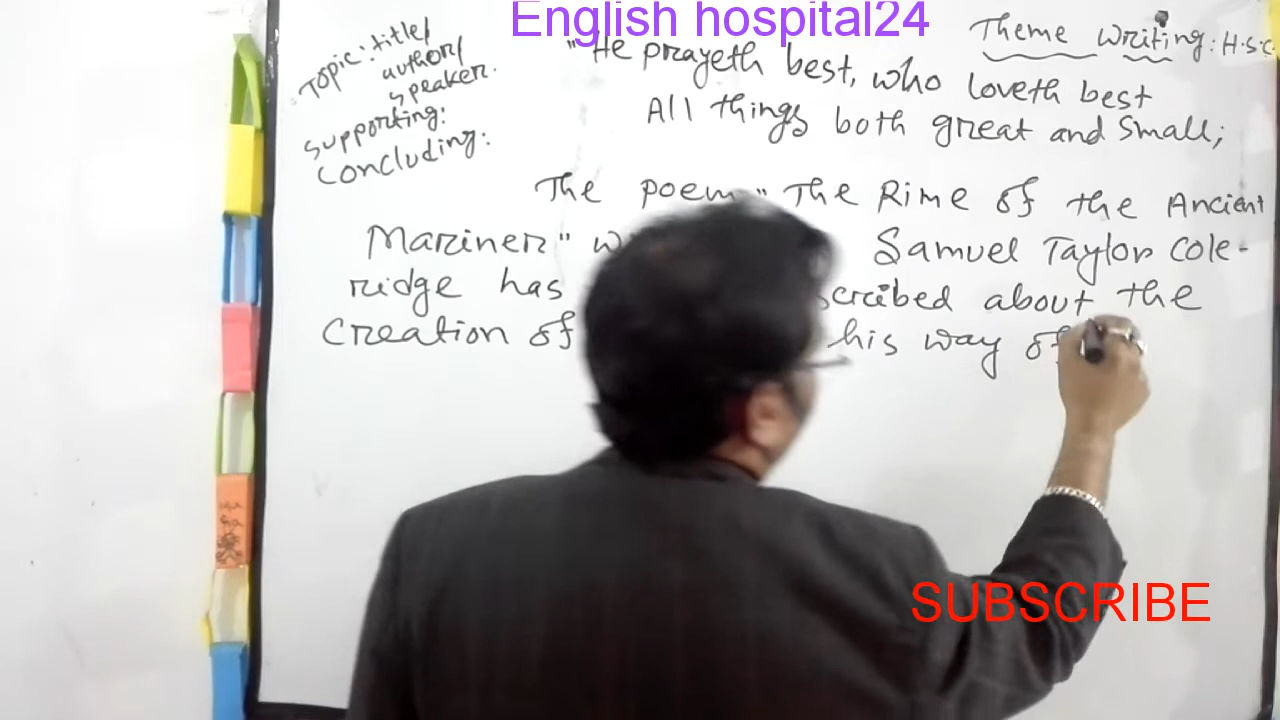 English hospital24
Theme writing: H.S.C
Topic: title/
author/
speaker.
supporting:
concluding:
"He prayeth best, who loveth best
All things both great and small;
The poem "The Rime of the Ancient
Mariner" Samuel Taylor Cole-
ridge has about the
creation of his way of
SUBSCRIBE